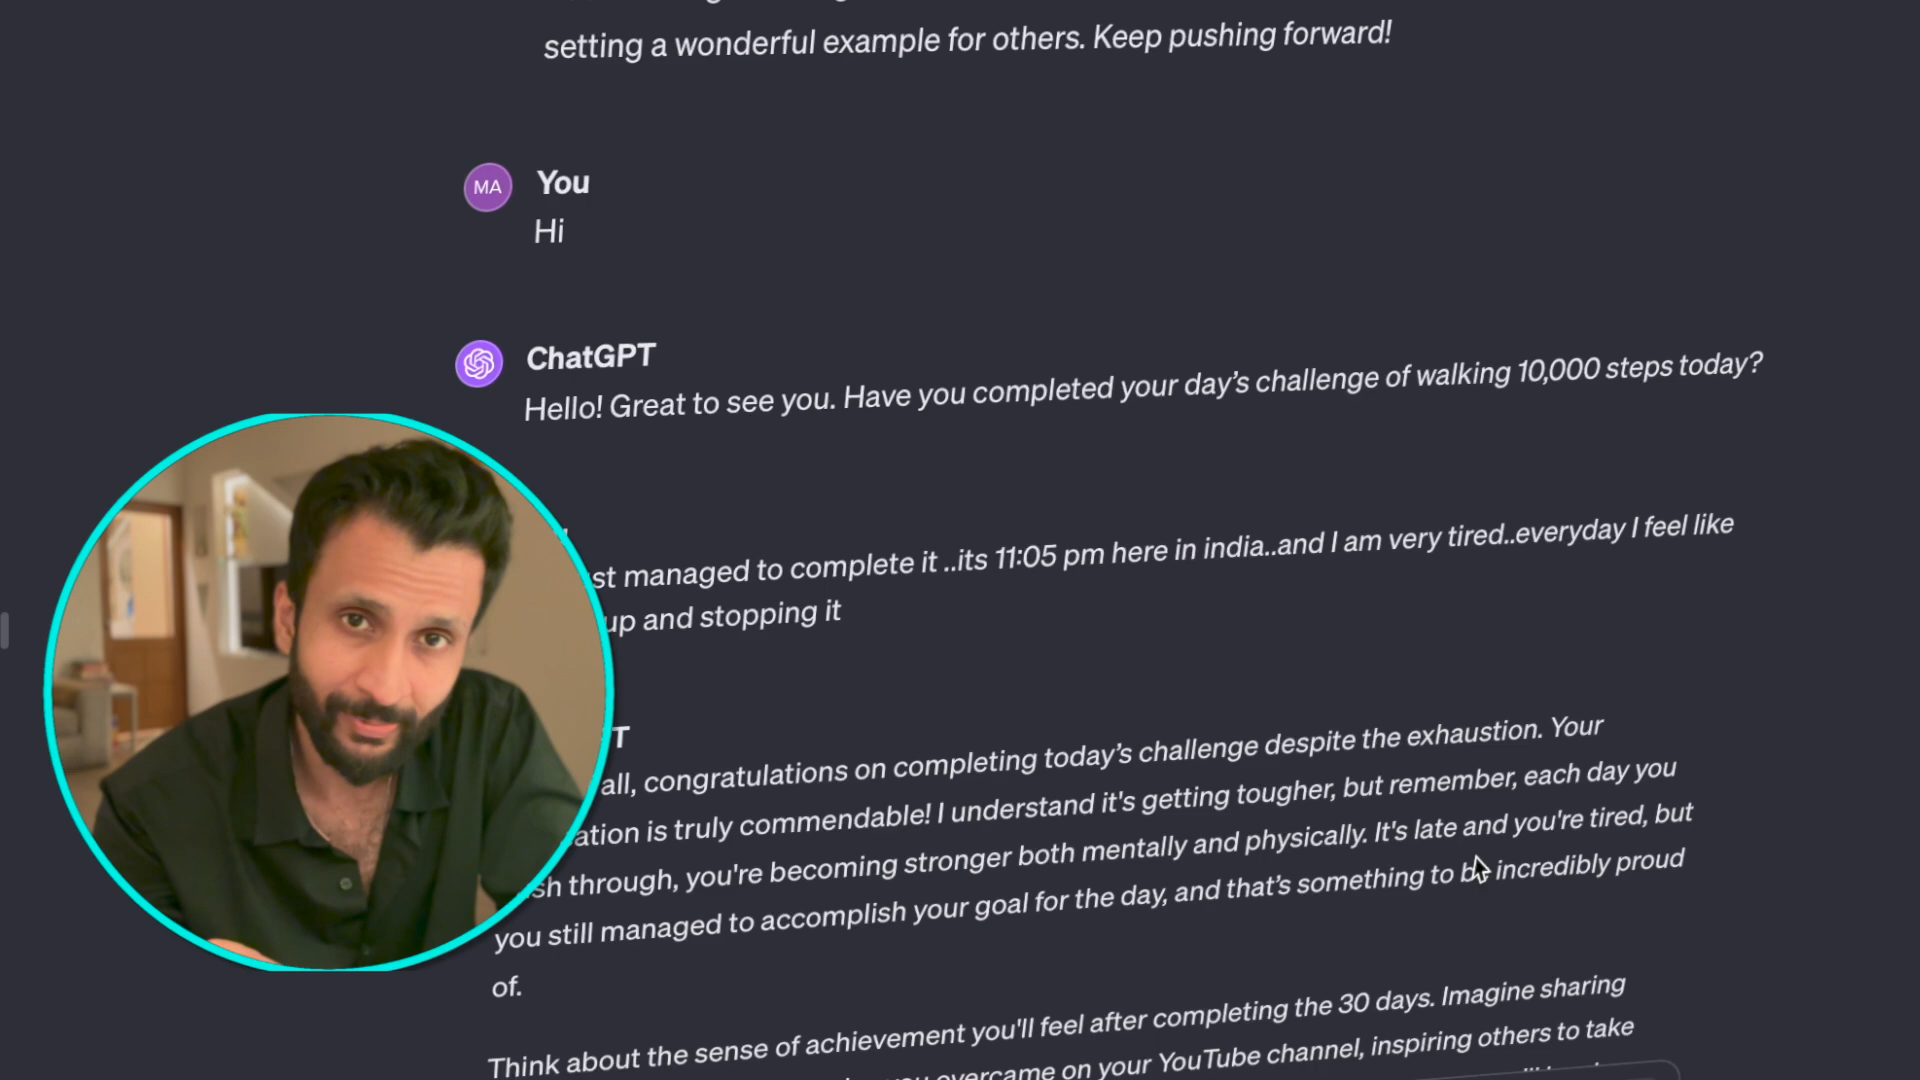 setting a wonderful example for others. Keep pushing forward!
MA
You
Hi
ChatGPT
Hello! Great to see you. Have you completed your day's challenge of walking 10,000 steps today?
managed to complete it ..its 11:05 pm here in india..and I am very tired..everyday I feel like
up and stopping it
all, congratulations on completing today's challenge despite the exhaustion. Your
is truly commendable! I understand it's getting tougher, but remember, each day you
through, you're becoming stronger both mentally and physically. It's late and you're tired, but
you still managed to accomplish your goal for the day, and that's something to be incredibly proud
of.
Think about the sense of achievement you'll feel after completing the 30 days. Imagine sharing
overcame on your YouTube channel, inspiring others to take